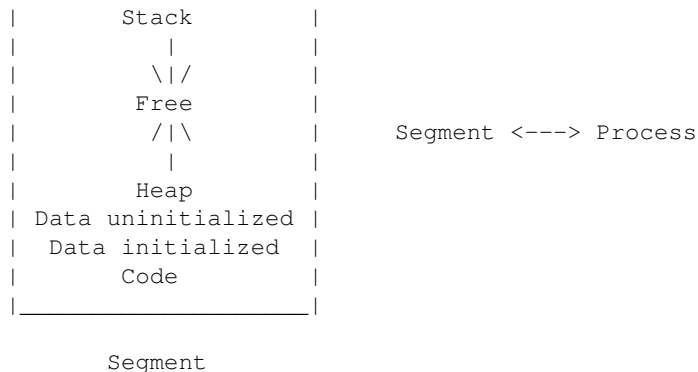 Stack
Free
Segment <---> Process
Heap
Data uninitialized
Data initialized
Code
Segment